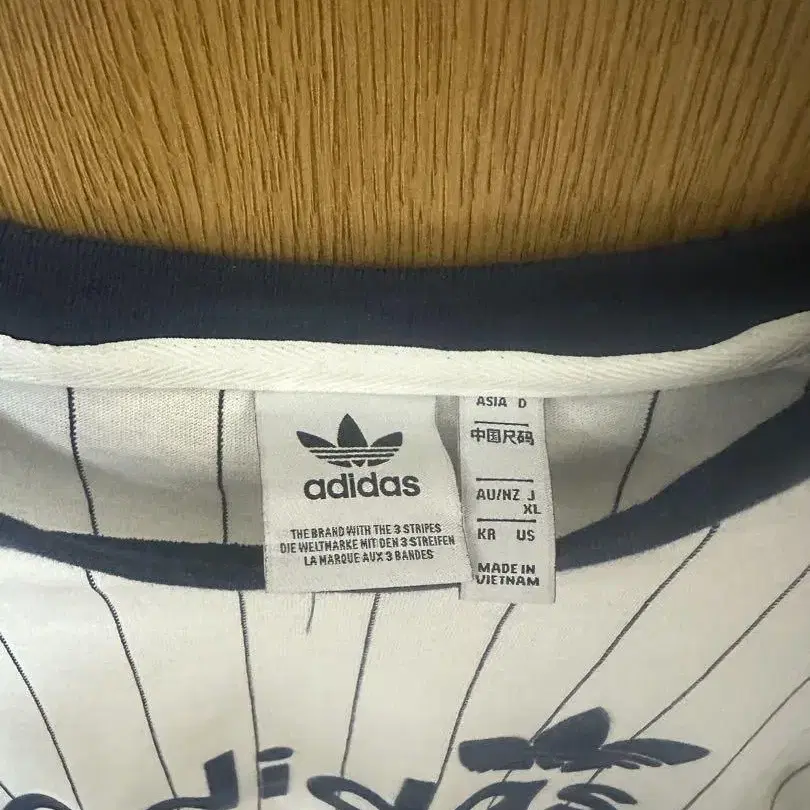 adidas
THE BRAND WITH THE 3 STRIPES
DIE WELTMARKE MIT DEN 3 STREIFEN
LA MARQUE AUX 3 BANDES
ASIA D
中国尺码
AU/NZ J
XL
KR US
MADE IN
VIETNAM
adidas